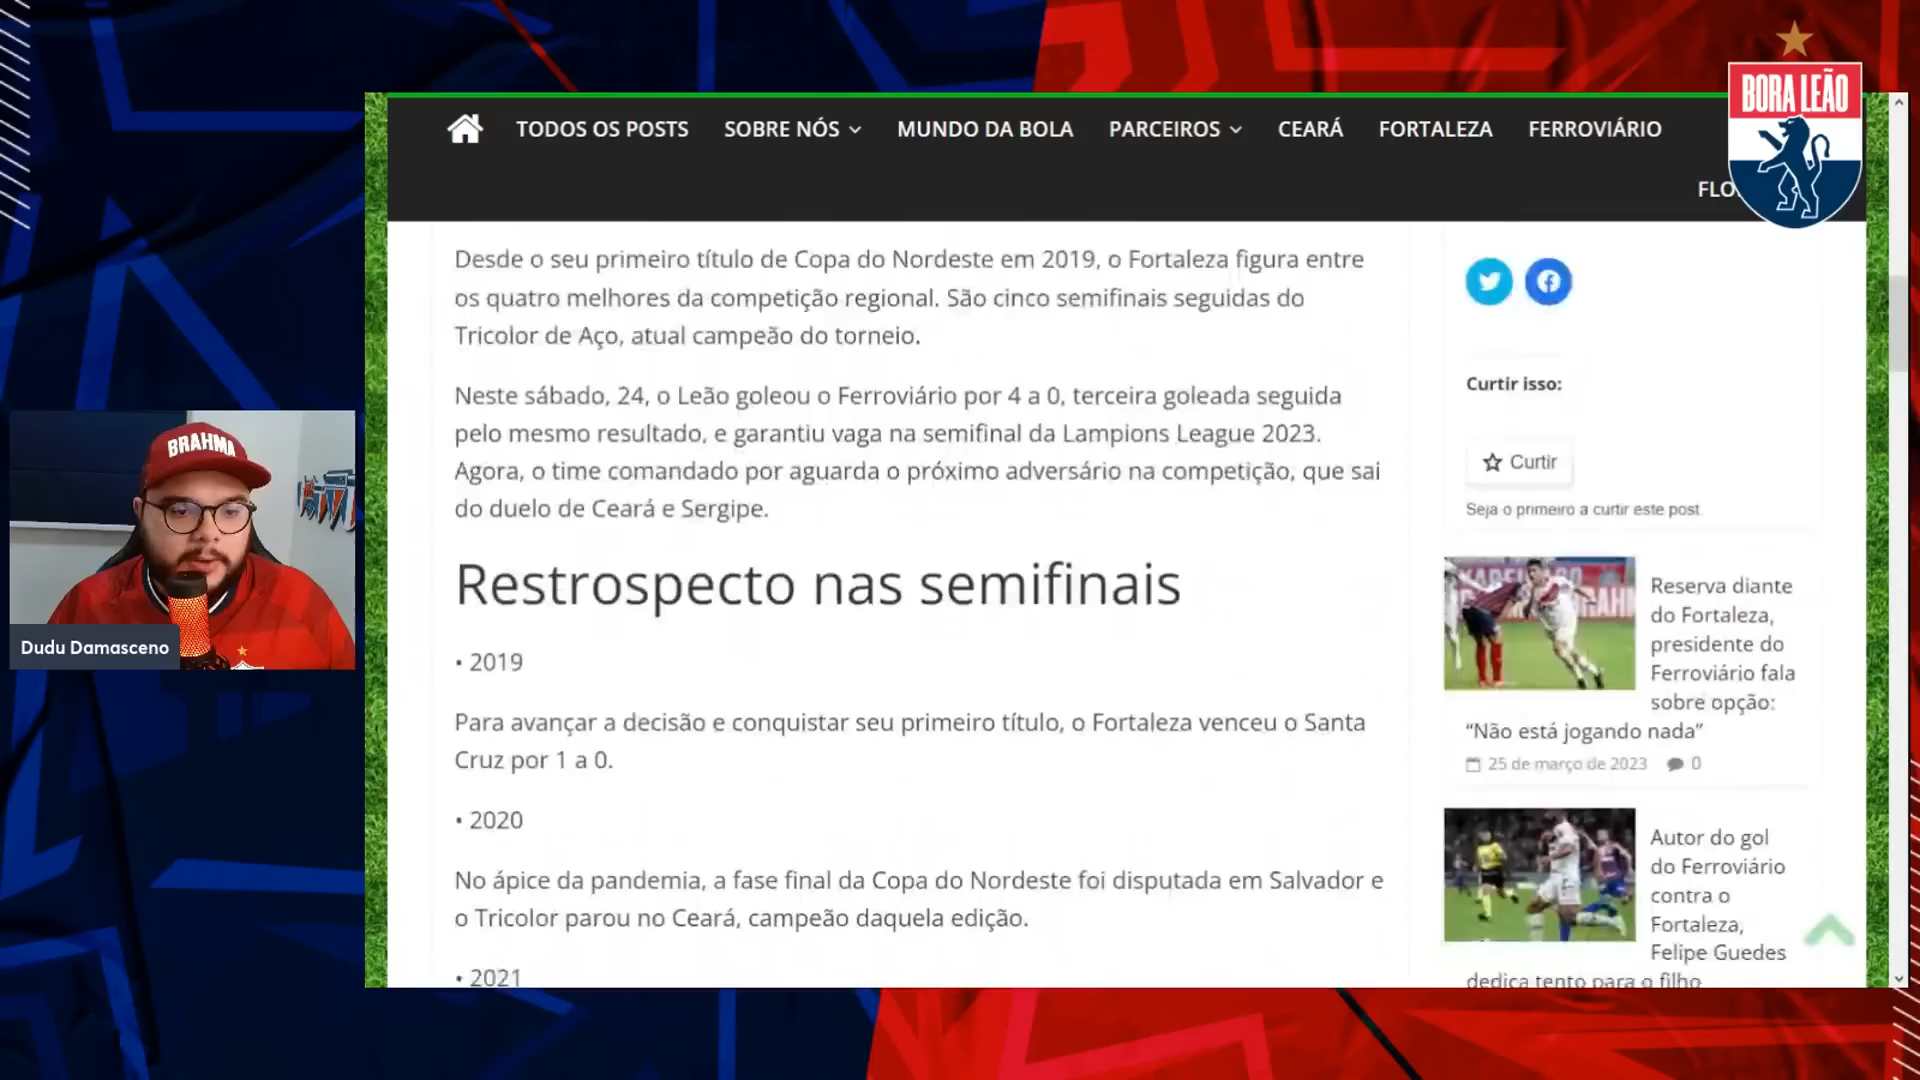 BORA LEÃO
TODOS OS POSTS SOBRE NÓS MUNDO DA BOLA PARCEIROS CEARÁ FORTALEZA FERROVIÁRIO
FLO
Desde o seu primeiro título de Copa do Nordeste em 2019, o Fortaleza figura entre
os quatro melhores da competição regional. São cinco semifinais seguidas do
Tricolor de Aço, atual campeão do torneio.
Neste sábado, 24, o Leão goleou o Ferroviário por 4 a 0, terceira goleada seguida
pelo mesmo resultado, e garantiu vaga na semifinal da Lampions League 2023.
Agora, o time comandado por aguarda o próximo adversário na competição, que sai
do duelo de Ceará e Sergipe.
Restrospecto nas semifinais
• 2019
Para avançar a decisão e conquistar seu primeiro título, o Fortaleza venceu o Santa
Cruz por 1 a 0.
• 2020
No ápice da pandemia, a fase final da Copa do Nordeste foi disputada em Salvador e
o Tricolor parou no Ceará, campeão daquela edição.
• 2021
Curtir isso:
Curtir
Seja o primeiro a curtir este post.
Reserva diante
do Fortaleza,
presidente do
Ferroviário fala
sobre opção:
“Não está jogando nada”
25 de março de 2023 0
Autor do gol
do Ferroviário
contra o
Fortaleza,
Felipe Guedes
dedica tento para o filho
BRAHMA
Dudu Damasceno